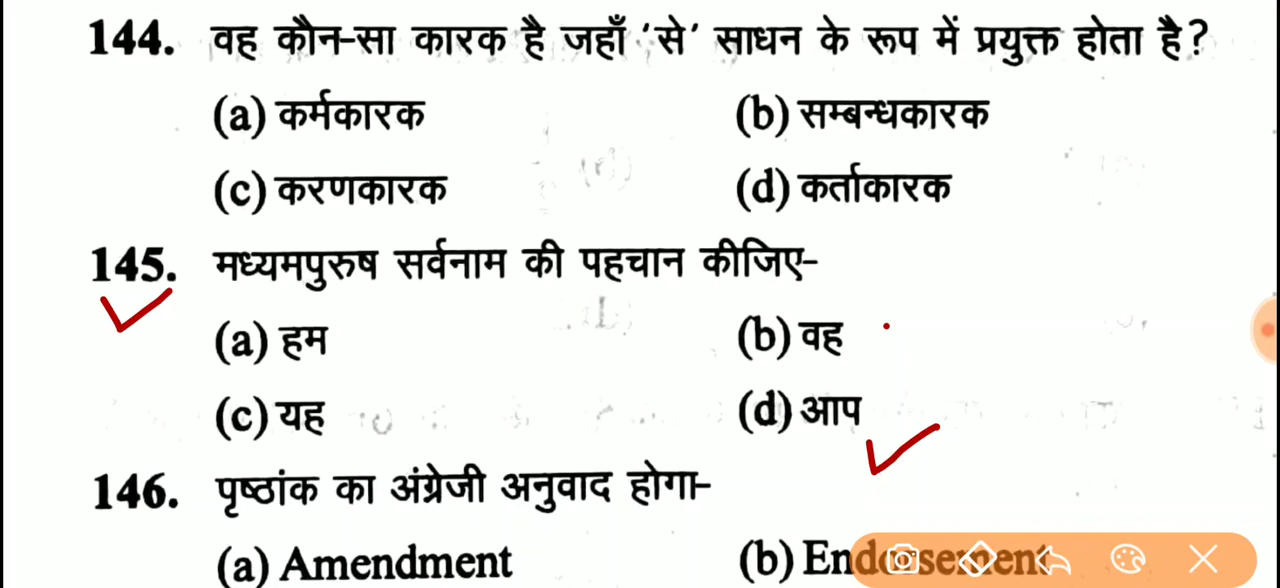 144. वह कौन-सा कारक है जहाँ 'से' साधन के रूप में प्रयुक्त होता है?
(a) कर्मकारक (b) सम्बन्धकारक
(c) करणकारक (d) कर्ताकारक
145. मध्यमपुरुष सर्वनाम की पहचान कीजिए-
(a) हम (b) वह
(c) यह (d) आप
146. पृष्ठांक का अंग्रेजी अनुवाद होगा-
(a) Amendment (b) Endorsement